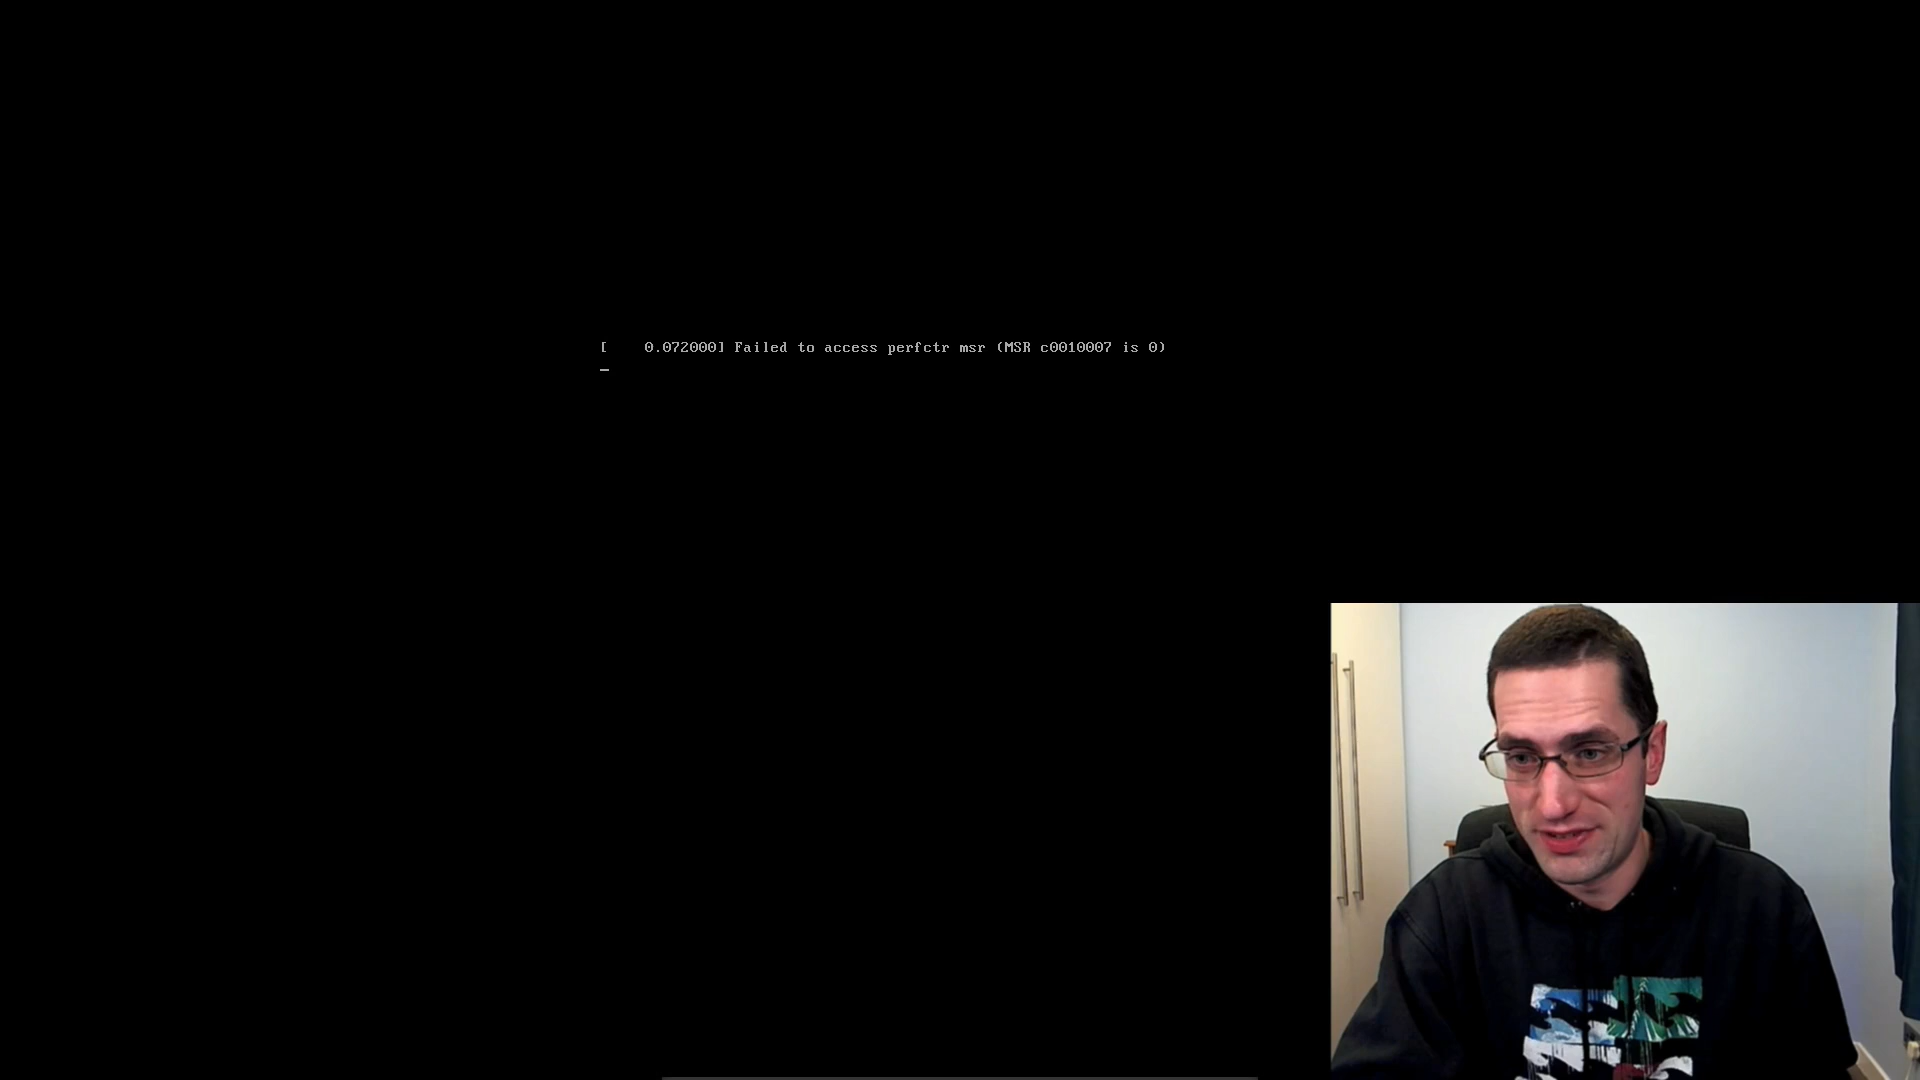 [    0.072000] Failed to access perfctr msr (MSR c0010007 is 0)